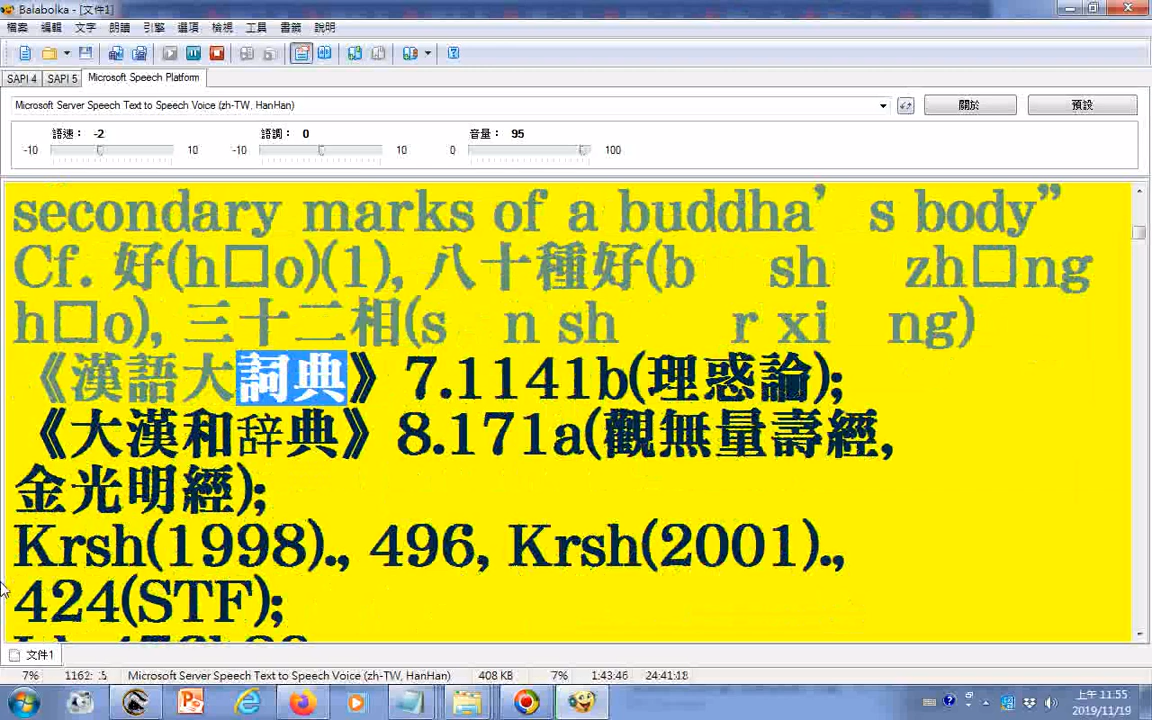 Balabolka - [文件1]
檔案 編輯 文字 朗讀 引擎 選項 檢視 工具 書籤 說明
SAPI 4 SAPI 5 Microsoft Speech Platform
Microsoft Server Speech Text to Speech Voice (zh-TW, HanHan) 關於 預設
語速： -2 語調： 0 音量： 95
-10 10 -10 10 0 100
secondary marks of a buddha’s body”
Cf. 好(h□o)(1), 八十種好(b sh zh□ng
h□o), 三十二相(s n sh r xi ng)
《漢語大詞典》 7.1141b(理惑論);
《大漢和辞典》 8.171a(觀無量壽經,
金光明經);
Krsh(1998)., 496, Krsh(2001).,
424(STF);
文件1
7% Microsoft Server Speech Text to Speech Voice (zh-TW, HanHan) 408 KB 7% 1:43:46 24:41:18
上午 11:55
2019/11/19